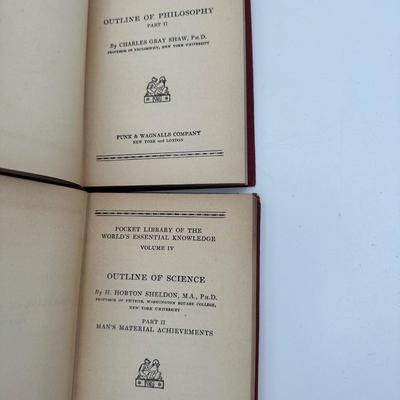 OUTLINE OF PHILOSOPHY
PART II
By CHARLES GRAY SHAW, PH.D.
PROFESSOR OF PHILOSOPHY, NEW YORK UNIVERSITY
FUNK & WAGNALLS COMPANY
NEW YORK and LONDON
POCKET LIBRARY OF THE
WORLD'S ESSENTIAL KNOWLEDGE
VOLUME IV
OUTLINE OF SCIENCE
By H. HORTON SHELDON, M.A., PH.D.
PROFESSOR OF PHYSICS, WASHINGTON SQUARE COLLEGE,
NEW YORK UNIVERSITY
PART II
MAN'S MATERIAL ACHIEVEMENTS